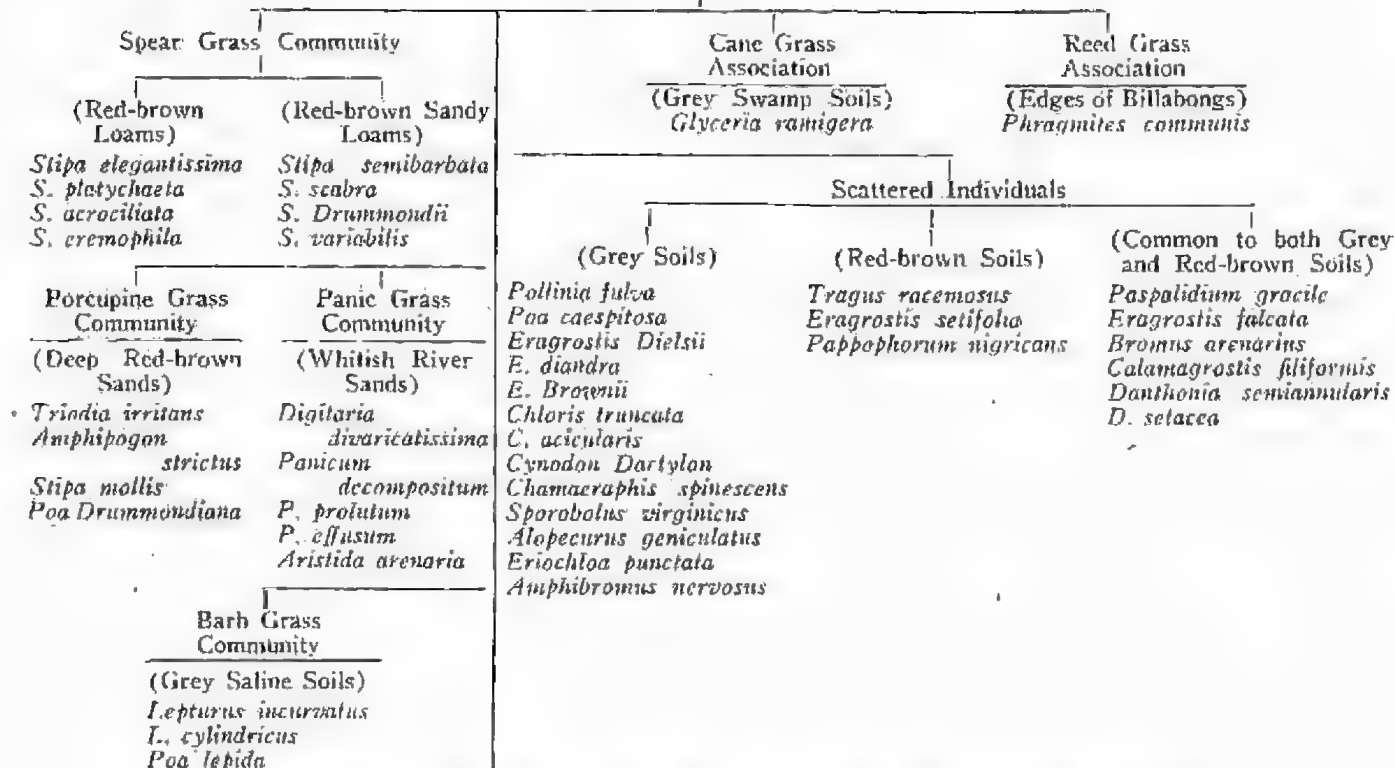 Spear Grass Community
(Red-brown
Loams)
Stipa elegantissima
S. platychaeta
S. acrociliata
S. eremophila
(Red-brown Sandy
Loams)
Stipa semibarbata
S. scabra
S. Drummondii
S. variabilis
Porcupine Grass
Community
(Deep Red-brown
Sands)
Triodia irritans
Amphipogon
strictus
Stipa mollis
Poa Drummondiana
Panic Grass
Community
(Whitish River
Sands)
Digitaria
divaricatissima
Panicum
decompositum
P. prolutum
P. effusum
Aristida arenaria
Barb Grass
Community
(Grey Saline Soils)
Lepturus incurvatus
L. cylindricus
Poa lepida
Cane Grass
Association
(Grey Swamp Soils)
Glyceria ramigera
Reed Grass
Association
(Edges of Billabongs)
Phragmites communis
Scattered Individuals
(Grey Soils)
Pollinia fulva
Poa caespitosa
Eragrostis Dielsii
E. diandra
E. Brownii
Chloris truncata
C. acicularis
Cynodon Dactylon
Chamaeraphis spinescens
Sporobolus virginicus
Alopecurus geniculatus
Eriochloa punctata
Amphibromus nervosus
(Red-brown Soils)
Tragus racemosus
Eragrostis setifolia
Pappophorum nigricans
(Common to both Grey
and Red-brown Soils)
Paspalidium gracile
Eragrostis falcata
Bromus arenarius
Calamagrostis filiformis
Danthonia semiannularis
D. setacea